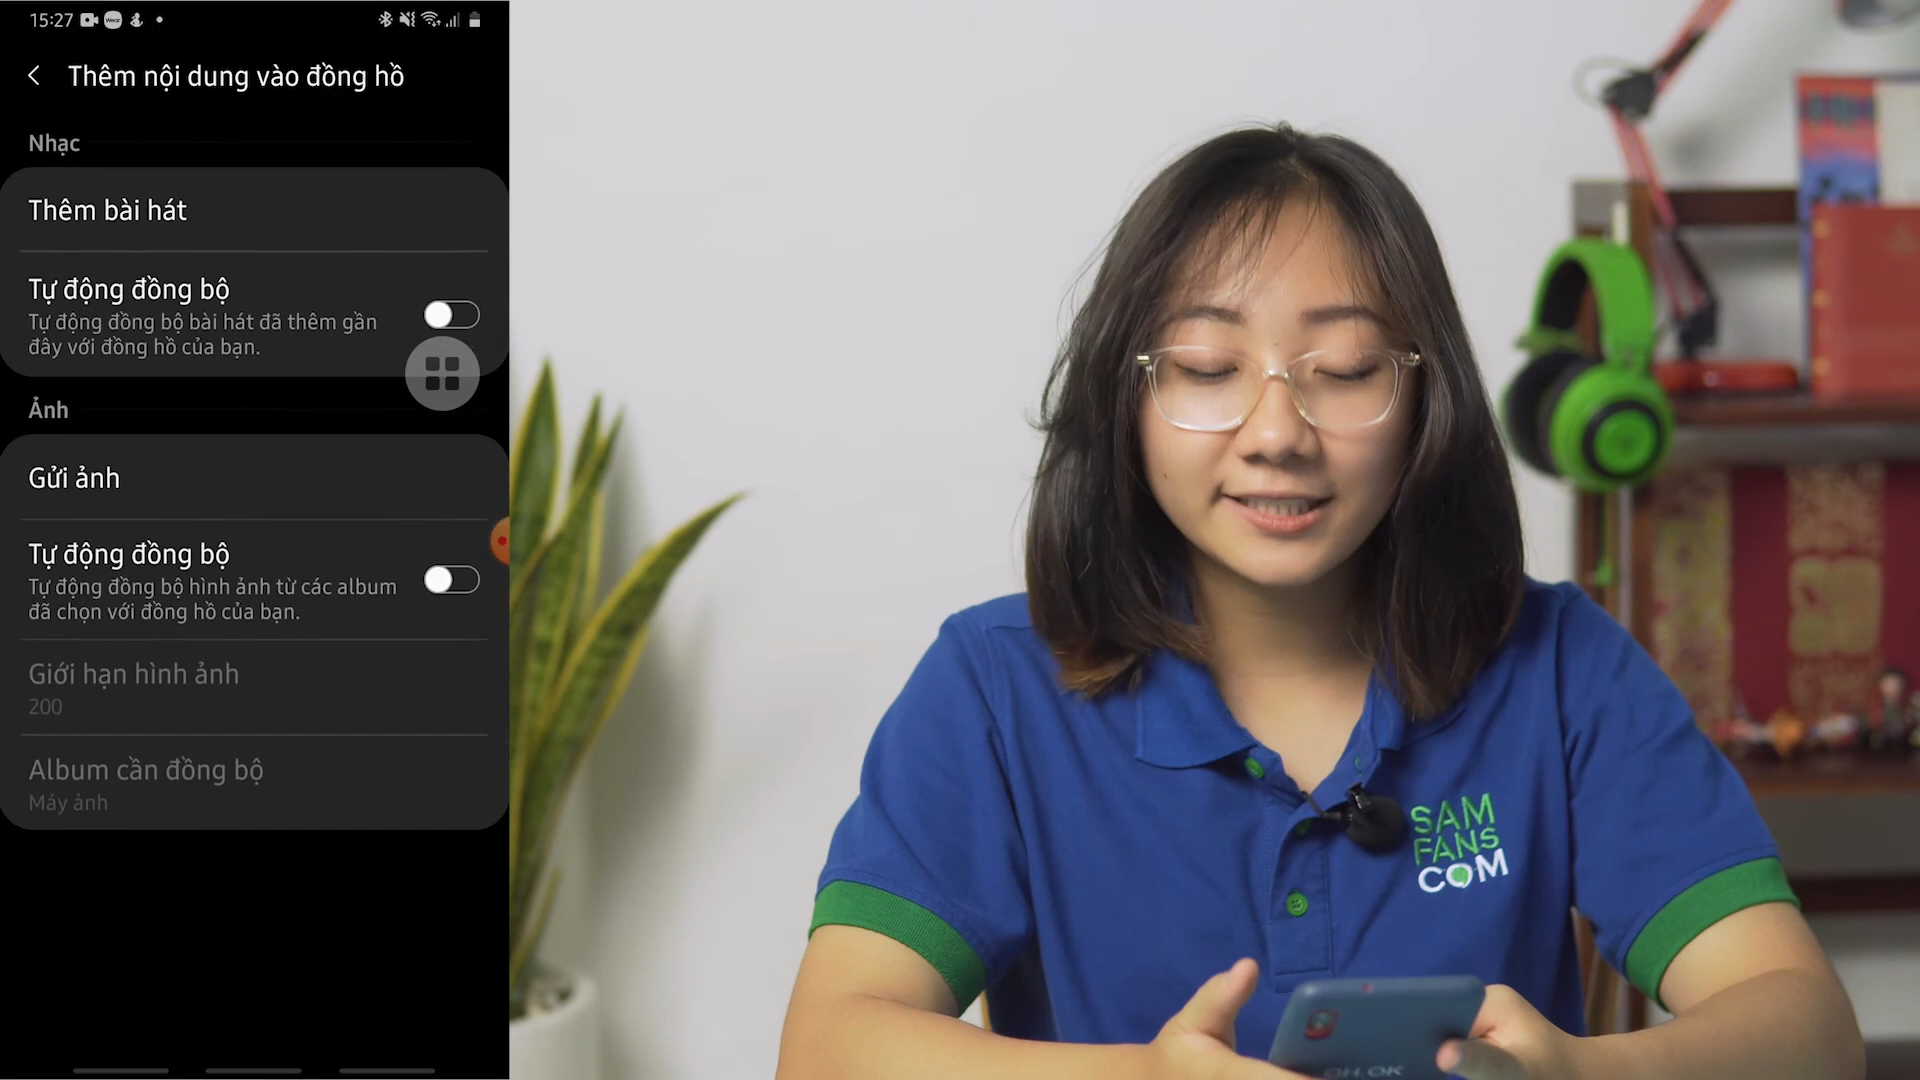 15:27
Thêm nội dung vào đồng hồ
Nhạc
Thêm bài hát
Tự động đồng bộ
Tự động đồng bộ bài hát đã thêm gần
đây với đồng hồ của bạn.
Ảnh
Gửi ảnh
Tự động đồng bộ
Tự động đồng bộ hình ảnh từ các album
đã chọn với đồng hồ của bạn.
Giới hạn hình ảnh
200
Album cần đồng bộ
Máy ảnh
SAM
FANS
COM
OH, OK